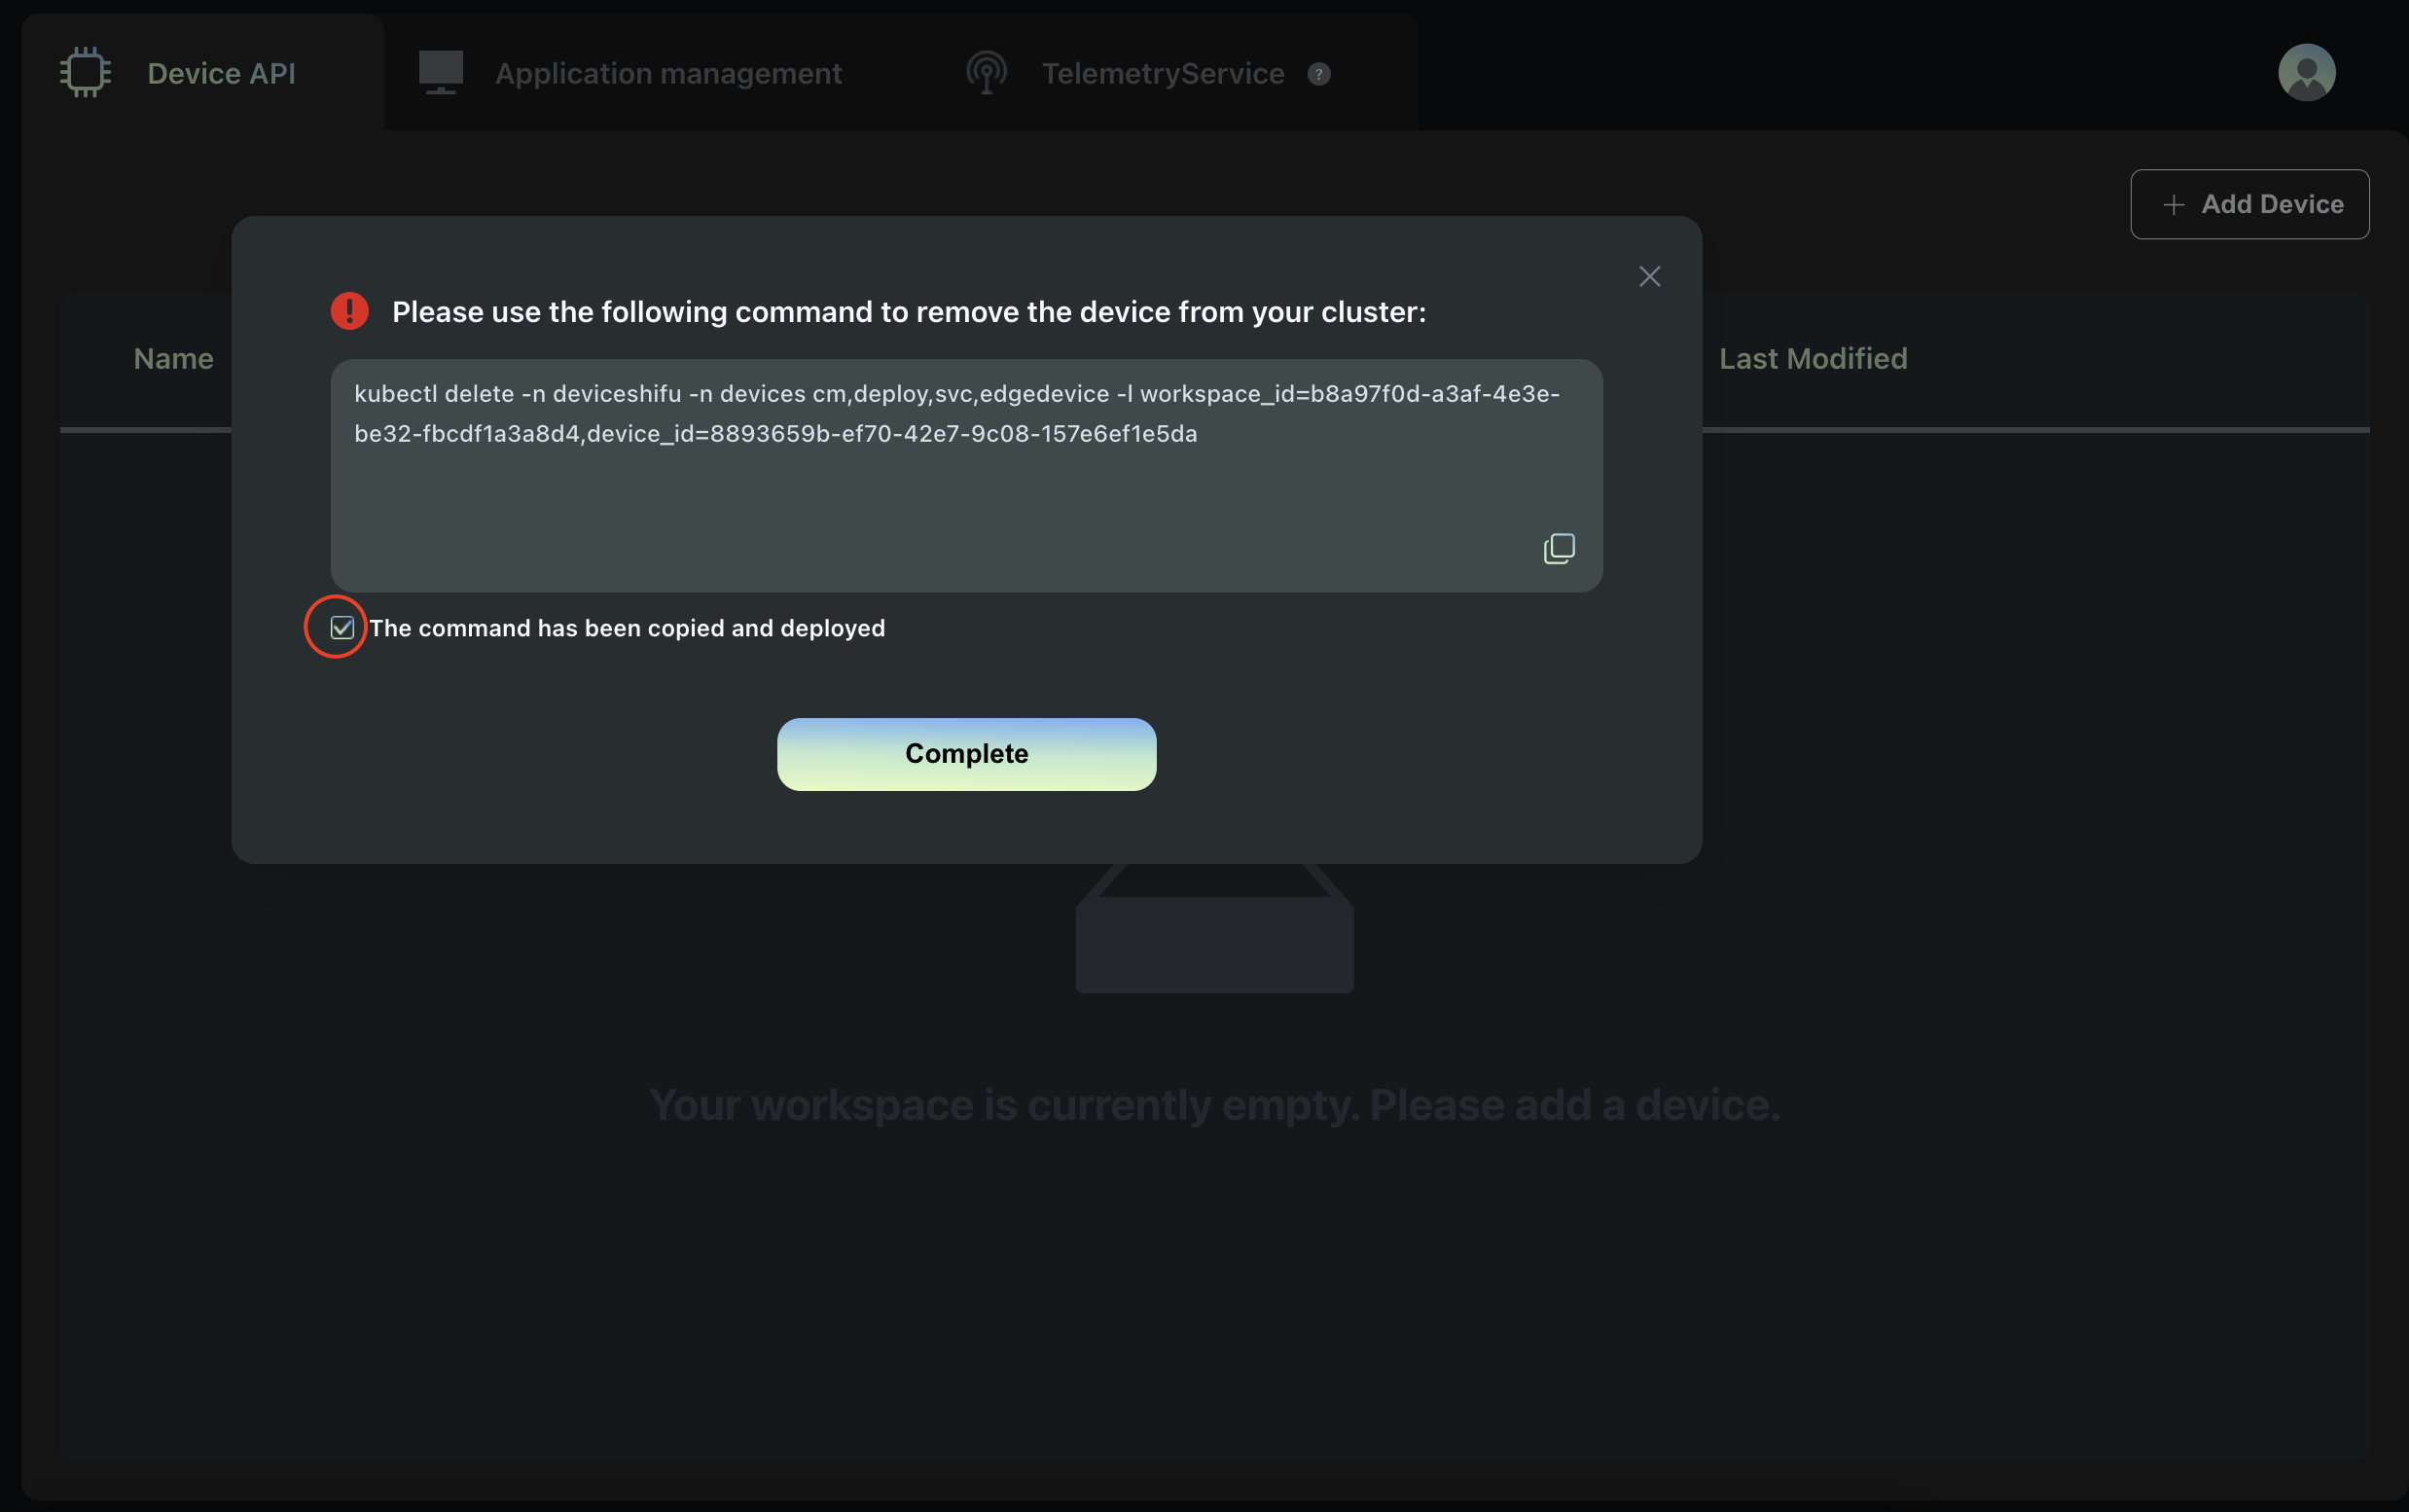 Device API
Application management
TelemetryService ?
+ Add Device
Please use the following command to remove the device from your cluster:
Name
Last Modified
kubectl delete -n deviceshifu -n devices cm,deploy,svc,edgedevice -l workspace_id=b8a97f0d-a3af-4e3e-
be32-fbcdf1a3a8d4,device_id=8893659b-ef70-42e7-9c08-157e6ef1e5da
The command has been copied and deployed
Complete
Your workspace is currently empty. Please add a device.